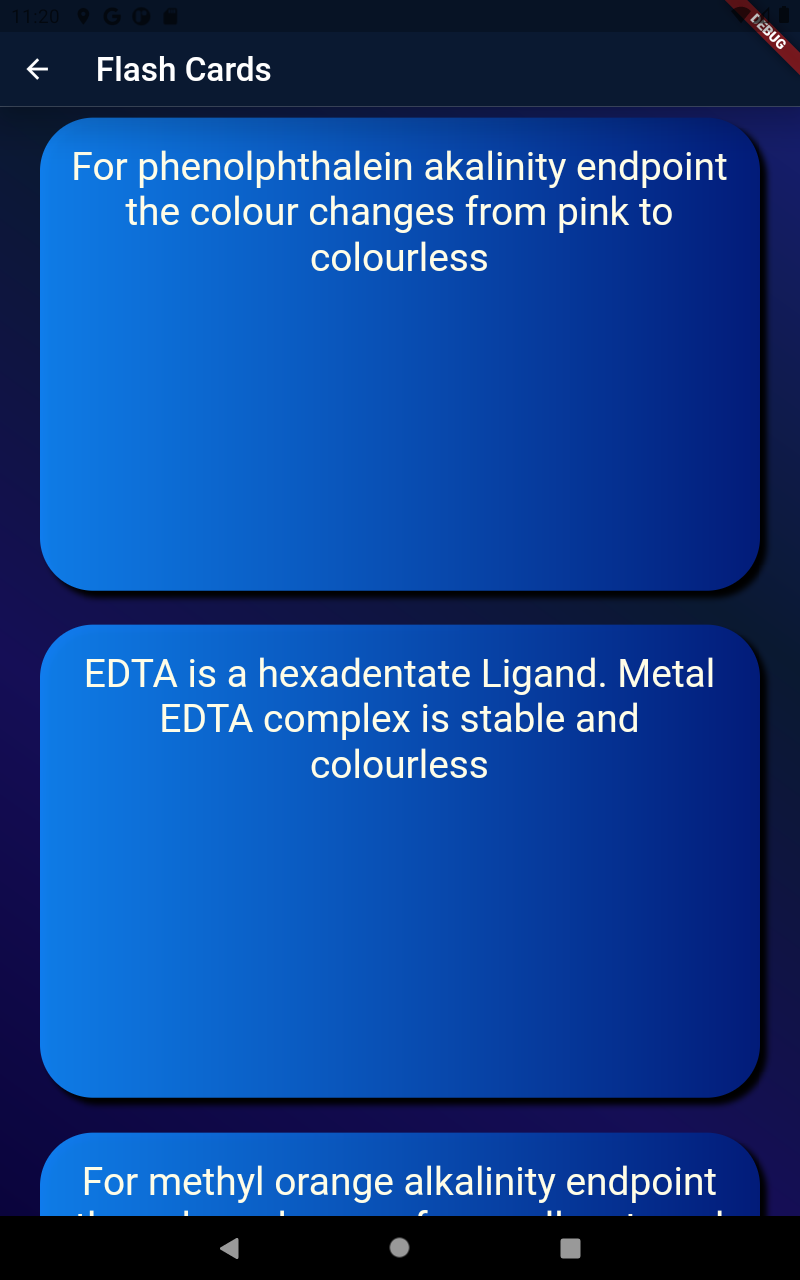 11:20
DEBUG
Flash Cards
For phenolphthalein akalinity endpoint
the colour changes from pink to
colourless
EDTA is a hexadentate Ligand. Metal
EDTA complex is stable and
colourless
For methyl orange alkalinity endpoint